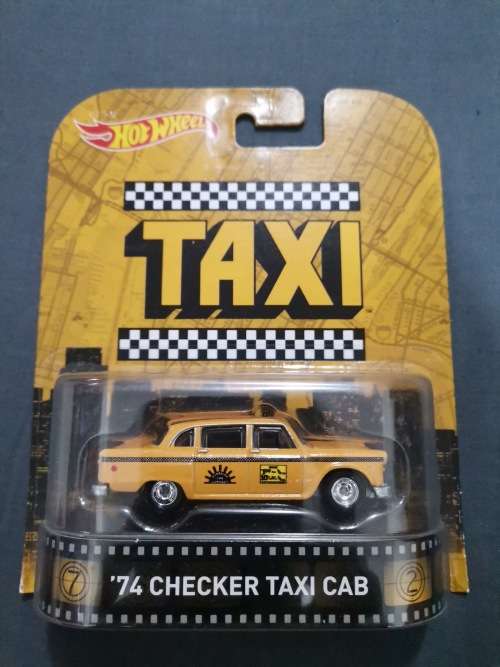 HOT WHEELS
TAXI
7
'74 CHECKER TAXI CAB
2